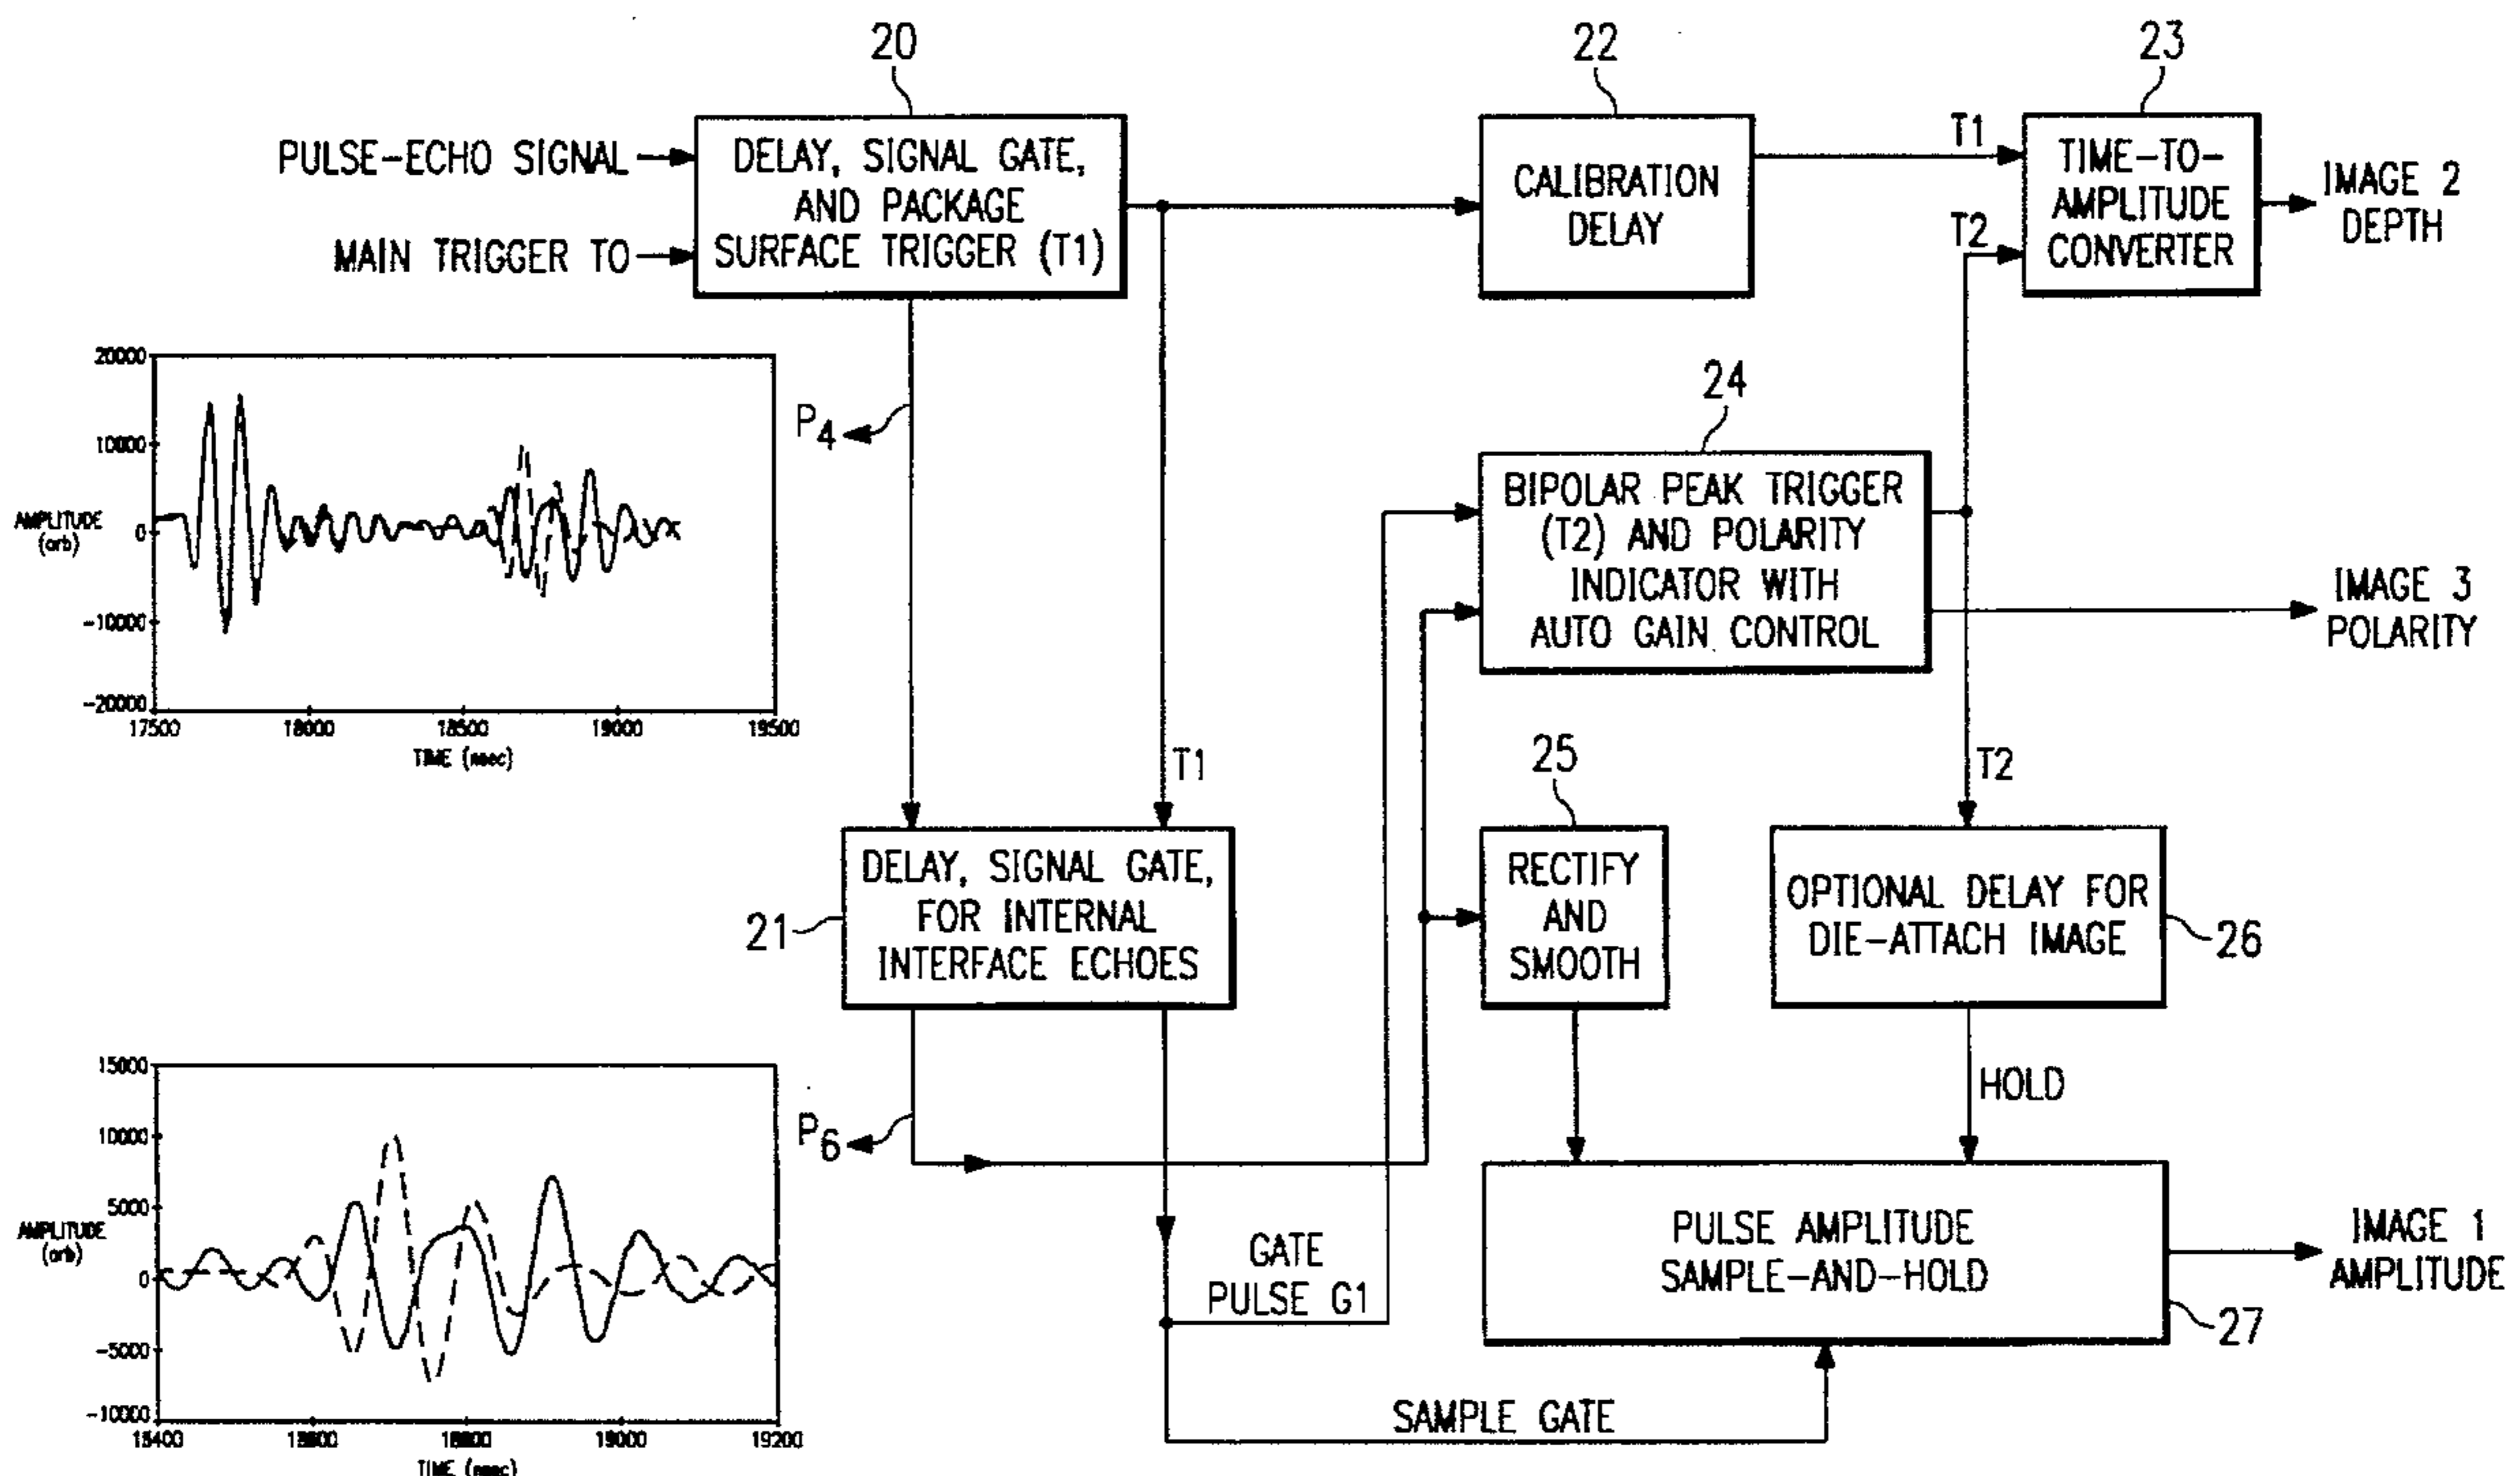 20
22
23
PULSE-ECHO SIGNAL
MAIN TRIGGER TO
DELAY, SIGNAL GATE,
AND PACKAGE
SURFACE TRIGGER (T1)
CALIBRATION
DELAY
T1
T2
TIME-TO-
AMPLITUDE
CONVERTER
IMAGE 2
DEPTH
20000
10000
0
-10000
-20000
AMPLITUDE
(arb)
17500
18000
18500
19000
19500
TIME (nsec)
P4
T1
24
BIPOLAR PEAK TRIGGER
(T2) AND POLARITY
INDICATOR WITH
AUTO GAIN CONTROL
IMAGE 3
POLARITY
T2
21
DELAY, SIGNAL GATE,
FOR INTERNAL
INTERFACE ECHOES
25
RECTIFY
AND
SMOOTH
OPTIONAL DELAY FOR
DIE-ATTACH IMAGE
26
HOLD
15000
10000
5000
0
-5000
-10000
AMPLITUDE
(arb)
18400
18600
18800
19000
19200
TIME (nsec)
P6
GATE
PULSE G1
PULSE AMPLITUDE
SAMPLE-AND-HOLD
27
IMAGE 1
AMPLITUDE
SAMPLE GATE